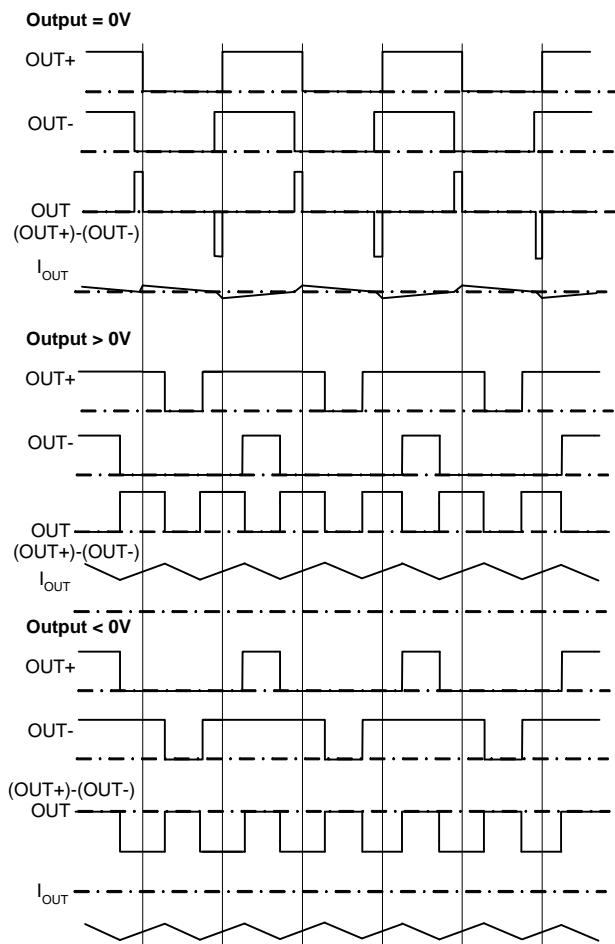 Output = 0V
OUT+
OUT-
OUT
(OUT+)-(OUT-)
IOUT
Output > 0V
OUT+
OUT-
OUT
(OUT+)-(OUT-)
IOUT
Output < 0V
OUT+
OUT-
(OUT+)-(OUT-)
OUT
IOUT